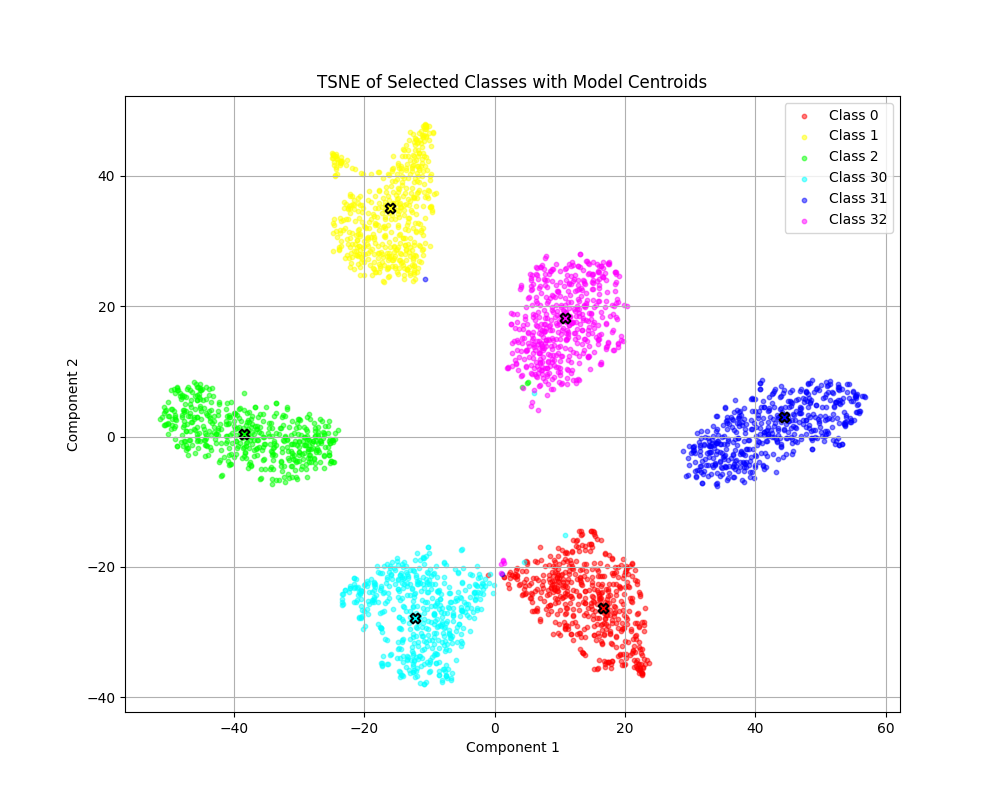 TSNE of Selected Classes with Model Centroids
Class 0
Class 1
Class 2
Class 30
Class 31
Class 32
40
20
0
−20
−40
Component 2
−40
−20
0
20
40
60
Component 1